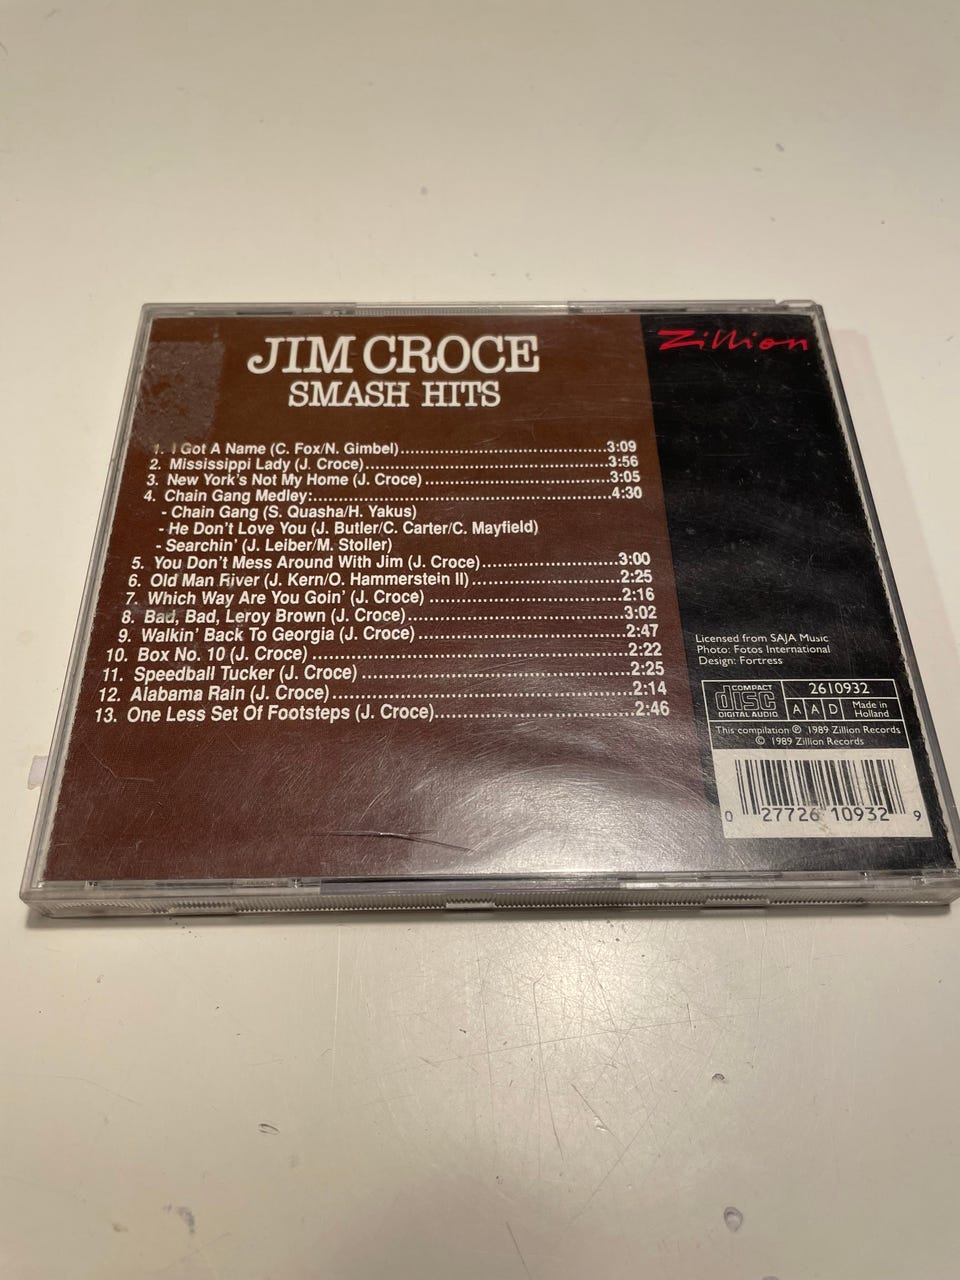 JIM CROCE
SMASH HITS
1. I Got A Name (C. Fox/N. Gimbel)........................................3:09
2. Mississippi Lady (J. Croce)..............................................3:56
3. New York's Not My Home (J. Croce)..................................3:05
4. Chain Gang Medley:......................................................4:30
- Chain Gang (S. Quasha/H. Yakus)
- He Don't Love You (J. Butler/C. Carter/C. Mayfield)
- Searchin' (J. Leiber/M. Stoller)
5. You Don't Mess Around With Jim (J. Croce)........................3:00
6. Old Man River (J. Kern/O. Hammerstein II)..........................2:25
7. Which Way Are You Goin' (J. Croce)..................................2:16
8. Bad, Bad, Leroy Brown (J. Croce)......................................3:02
9. Walkin' Back To Georgia (J. Croce)....................................2:47
10. Box No. 10 (J. Croce)......................................................2:22
11. Speedball Tucker (J. Croce)..............................................2:25
12. Alabama Rain (J. Croce)..................................................2:14
13. One Less Set Of Footsteps (J. Croce)..................................2:46
Zillion
Licensed from SAJA Music
Photo: Fotos International
Design: Fortress
COMPACT
disc
DIGITAL AUDIO
2610932
A A D
Made in
Holland
This compilation ℗ 1989 Zillion Records
© 1989 Zillion Records
0 27726 10932 9